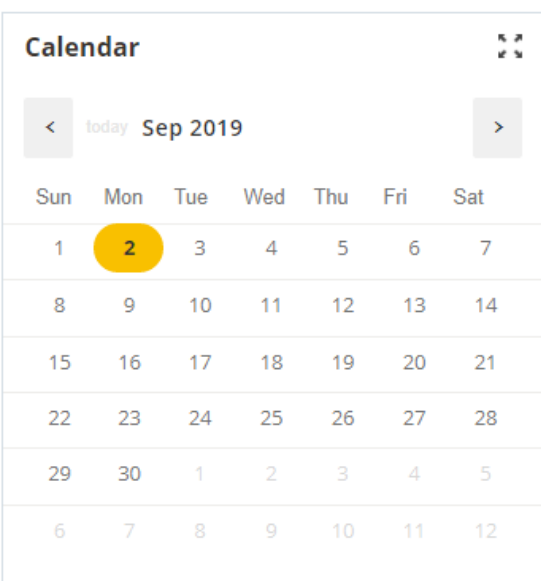 Calendar
< today Sep 2019 >
Sun Mon Tue Wed Thu Fri Sat
1 2 3 4 5 6 7
8 9 10 11 12 13 14
15 16 17 18 19 20 21
22 23 24 25 26 27 28
29 30 1 2 3 4 5
6 7 8 9 10 11 12